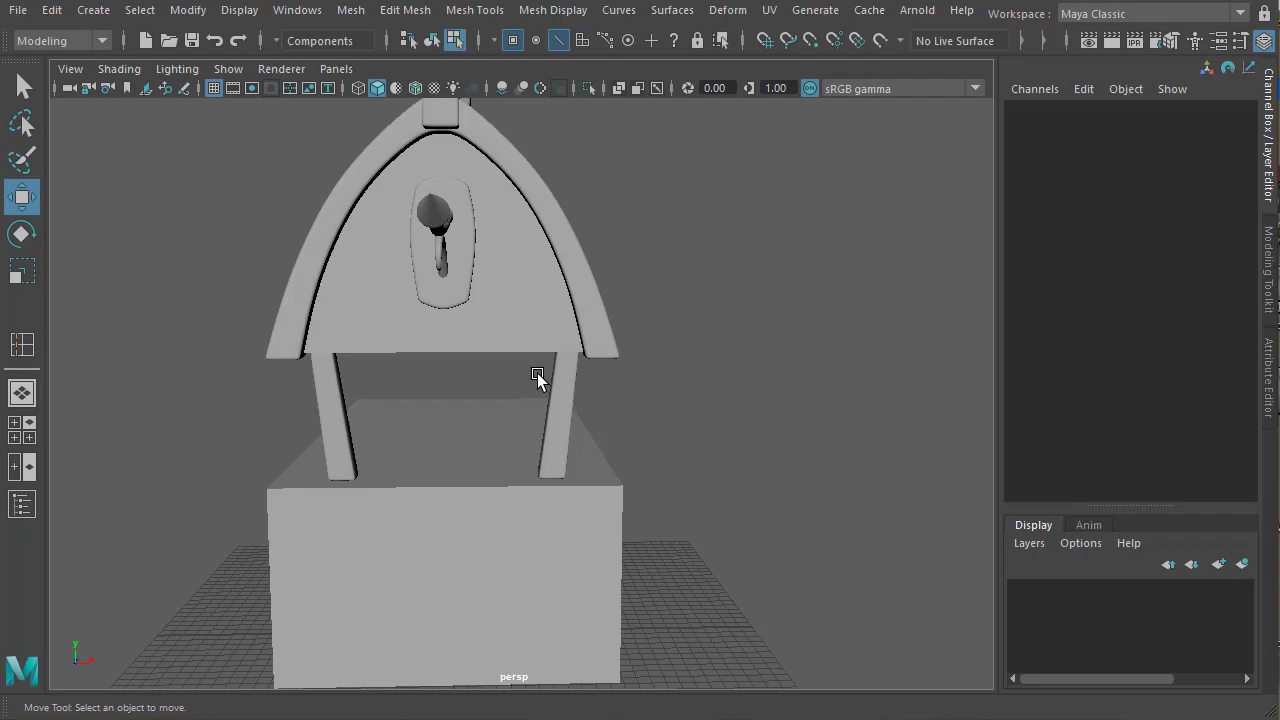 File Edit Create Select Modify Display Windows Mesh Edit Mesh Mesh Tools Mesh Display Curves Surfaces Deform UV Generate Cache Arnold Help Workspace : Maya Classic
Modeling Components No Live Surface
View Shading Lighting Show Renderer Panels
0.00 1.00 ON sRGB gamma
Channels Edit Object Show
Channel Box / Layer Editor
Modeling Toolkit
Attribute Editor
Display Anim
Layers Options Help
y
x
persp
M
Move Tool: Select an object to move.